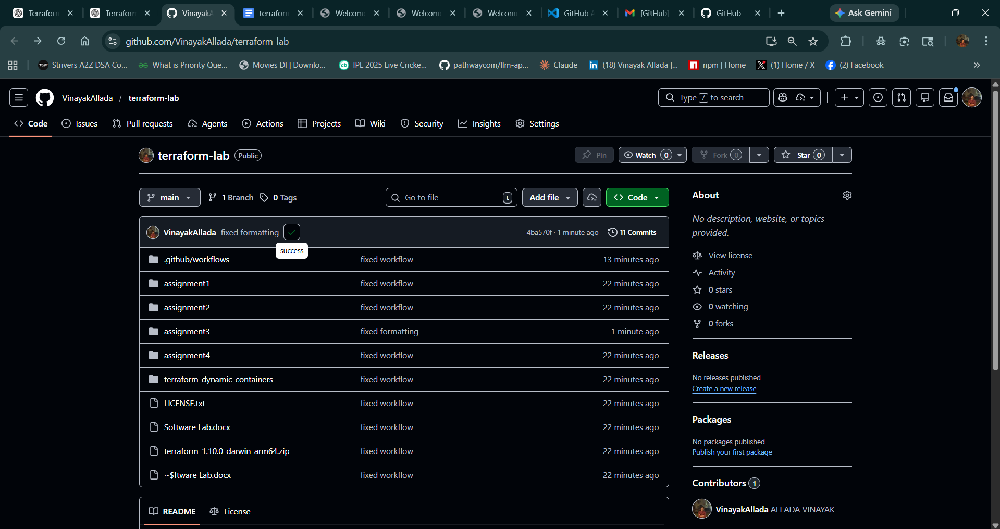 Terraform
Terraform
VinayakA
terraform
Welcome
Welcome
Welcome
GitHub A
[GitHub]
GitHub
Ask Gemini
github.com/VinayakAllada/terraform-lab
Strivers A2Z DSA Co...
What is Priority Que...
Movies DI | Downlo...
IPL 2025 Live Cricke...
pathwaycom/llm-ap...
Claude
(18) Vinayak Allada |...
npm | Home
(1) Home / X
(2) Facebook
VinayakAllada / terraform-lab
Type / to search
Code
Issues
Pull requests
Agents
Actions
Projects
Wiki
Security
Insights
Settings
terraform-lab Public
Pin
Watch 0
Fork 0
Star 0
main
1 Branch
0 Tags
Go to file t
Add file
Code
VinayakAllada fixed formatting
4ba570f · 1 minute ago
11 Commits
success
.github/workflows fixed workflow 13 minutes ago
assignment1 fixed workflow 22 minutes ago
assignment2 fixed workflow 22 minutes ago
assignment3 fixed formatting 1 minute ago
assignment4 fixed workflow 22 minutes ago
terraform-dynamic-containers fixed workflow 22 minutes ago
LICENSE.txt fixed workflow 22 minutes ago
Software Lab.docx fixed workflow 22 minutes ago
terraform_1.10.0_darwin_arm64.zip fixed workflow 22 minutes ago
~$ftware Lab.docx fixed workflow 22 minutes ago
README
License
About
No description, website, or topics
provided.
View license
Activity
0 stars
0 watching
0 forks
Releases
No releases published
Create a new release
Packages
No packages published
Publish your first package
Contributors 1
VinayakAllada ALLADA VINAYAK